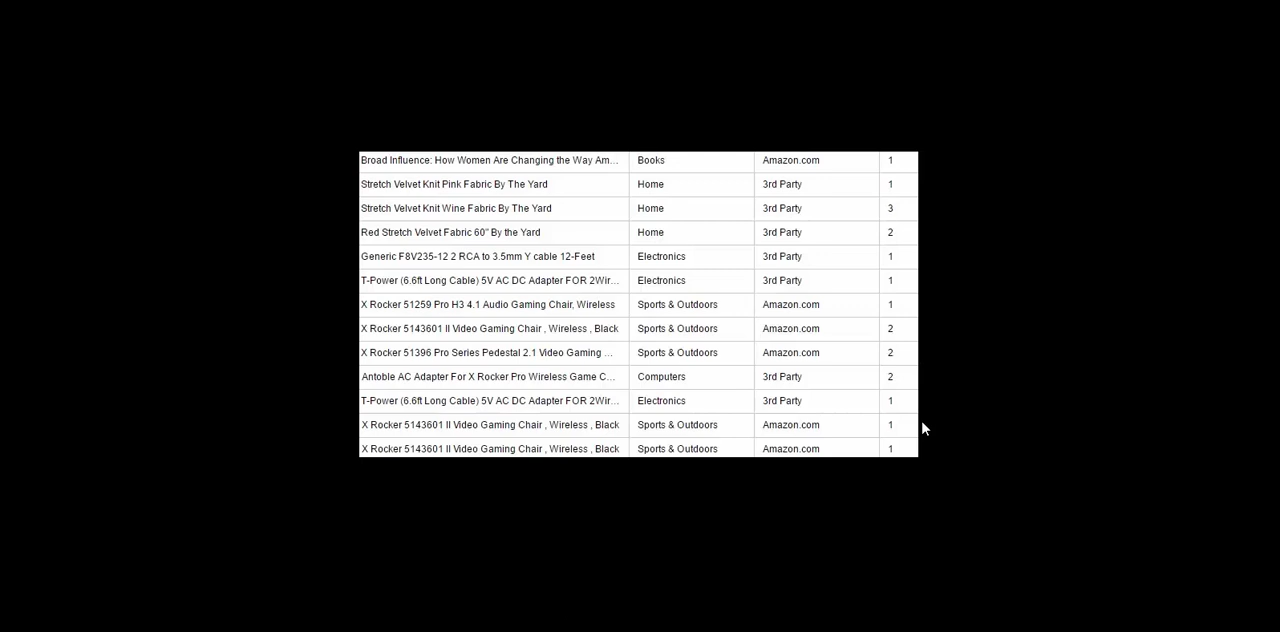 Broad Influence: How Women Are Changing the Way Am... Books Amazon.com 1
Stretch Velvet Knit Pink Fabric By The Yard Home 3rd Party 1
Stretch Velvet Knit Wine Fabric By The Yard Home 3rd Party 3
Red Stretch Velvet Fabric 60" By the Yard Home 3rd Party 2
Generic F8V235-12 2 RCA to 3.5mm Y cable 12-Feet Electronics 3rd Party 1
T-Power (6.6ft Long Cable) 5V AC DC Adapter FOR 2Wir... Electronics 3rd Party 1
X Rocker 51259 Pro H3 4.1 Audio Gaming Chair, Wireless Sports & Outdoors Amazon.com 1
X Rocker 5143601 II Video Gaming Chair , Wireless , Black Sports & Outdoors Amazon.com 2
X Rocker 51396 Pro Series Pedestal 2.1 Video Gaming ... Sports & Outdoors Amazon.com 2
Antoble AC Adapter For X Rocker Pro Wireless Game C... Computers 3rd Party 2
T-Power (6.6ft Long Cable) 5V AC DC Adapter FOR 2Wir... Electronics 3rd Party 1
X Rocker 5143601 II Video Gaming Chair , Wireless , Black Sports & Outdoors Amazon.com 1
X Rocker 5143601 II Video Gaming Chair , Wireless , Black Sports & Outdoors Amazon.com 1